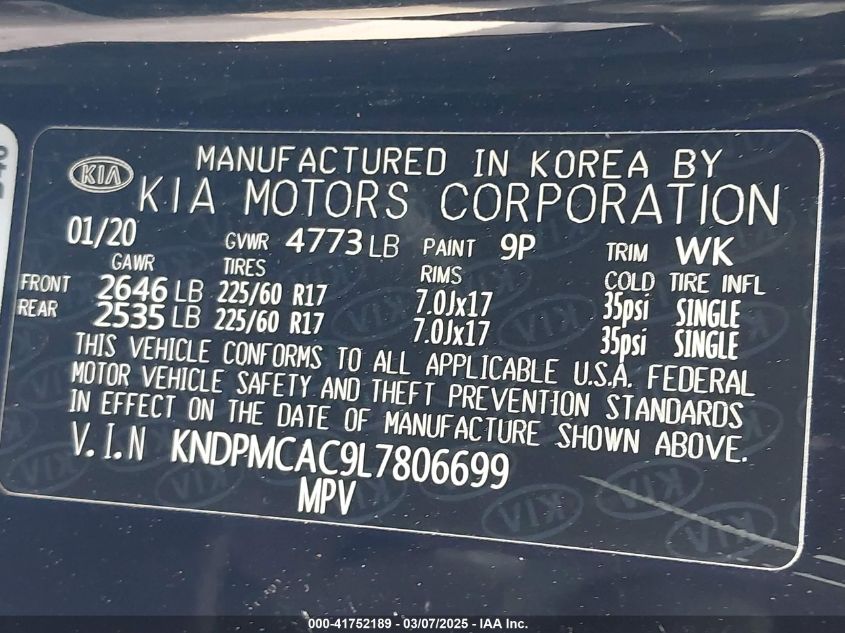 MANUFACTURED IN KOREA BY
KIA KIA MOTORS CORPORATION
01/20 GVWR 4773 LB PAINT 9P TRIM WK
GAWR TIRES RIMS COLD TIRE INFL
FRONT 2646 LB 225/60 R17 7.0Jx17 35psi SINGLE
REAR 2535 LB 225/60 R17 7.0Jx17 35psi SINGLE
THIS VEHICLE CONFORMS TO ALL APPLICABLE U.S.A. FEDERAL
MOTOR VEHICLE SAFETY AND THEFT PREVENTION STANDARDS
IN EFFECT ON THE DATE OF MANUFACTURE SHOWN ABOVE.
V.I.N KNDPMCAC9L7806699
MPV
000-41752189 - 03/07/2025 - IAA Inc.